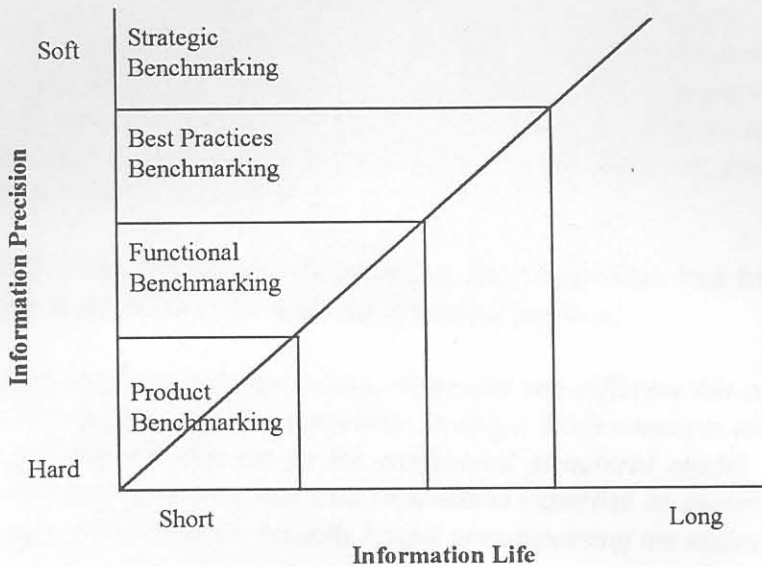 Soft
Strategic
Benchmarking
Best Practices
Benchmarking
Functional
Benchmarking
Product
Benchmarking
Hard
Information Precision
Short
Long
Information Life